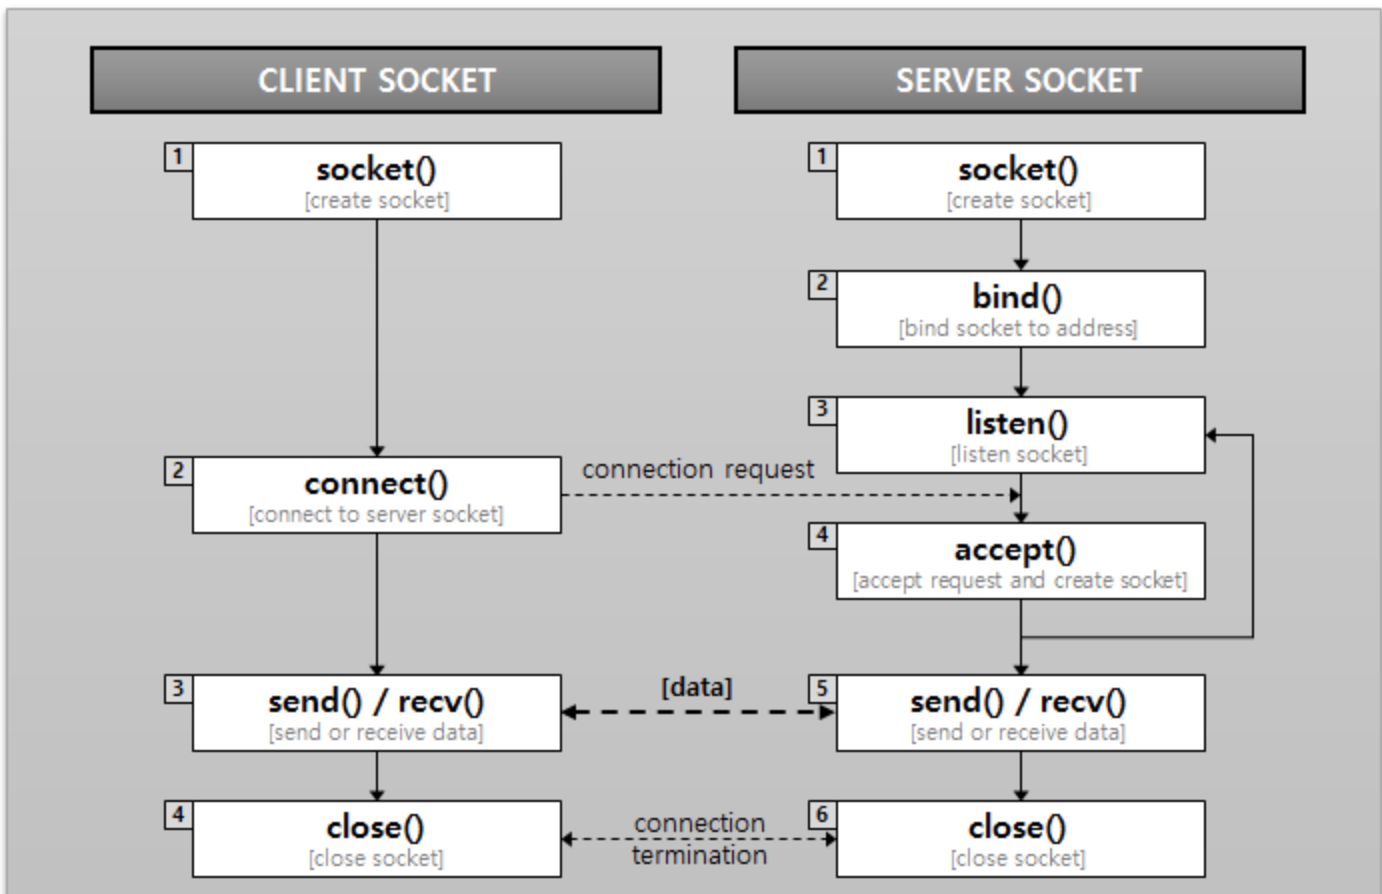 CLIENT SOCKET
SERVER SOCKET
1
socket()
[create socket]
1
socket()
[create socket]
2
bind()
[bind socket to address]
3
listen()
[listen socket]
2
connect()
[connect to server socket]
connection request
4
accept()
[accept request and create socket]
3
send() / recv()
[send or receive data]
[data]
5
send() / recv()
[send or receive data]
4
close()
[close socket]
connection
termination
6
close()
[close socket]